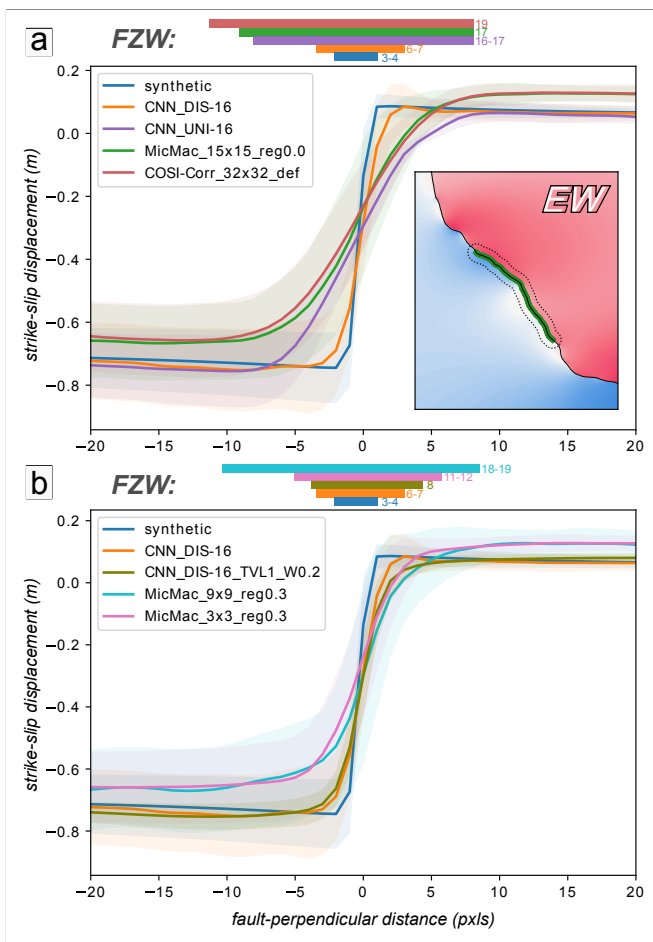 a
FZW:
19
17
16-17
6-7
3-4
synthetic
CNN_DIS-16
CNN_UNI-16
MicMac_15x15_reg0.0
COSI-Corr_32x32_def
EW
strike-slip displacement (m)
0.2
0.0
−0.2
−0.4
−0.6
−0.8
−20
−15
−10
−5
0
5
10
15
20
b
FZW:
18-19
11-12
8
6-7
3-4
synthetic
CNN_DIS-16
CNN_DIS-16_TVL1_W0.2
MicMac_9x9_reg0.3
MicMac_3x3_reg0.3
strike-slip displacement (m)
0.2
0.0
−0.2
−0.4
−0.6
−0.8
−20
−15
−10
−5
0
5
10
15
20
fault-perpendicular distance (pxls)